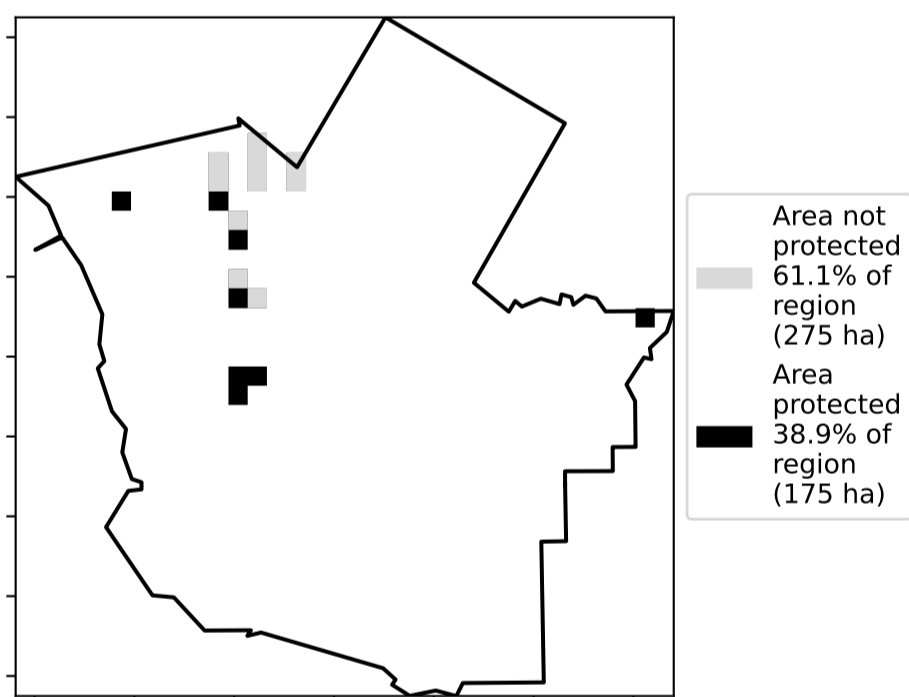 Area not
protected
61.1% of
region
(275 ha)
Area
protected
38.9% of
region
(175 ha)